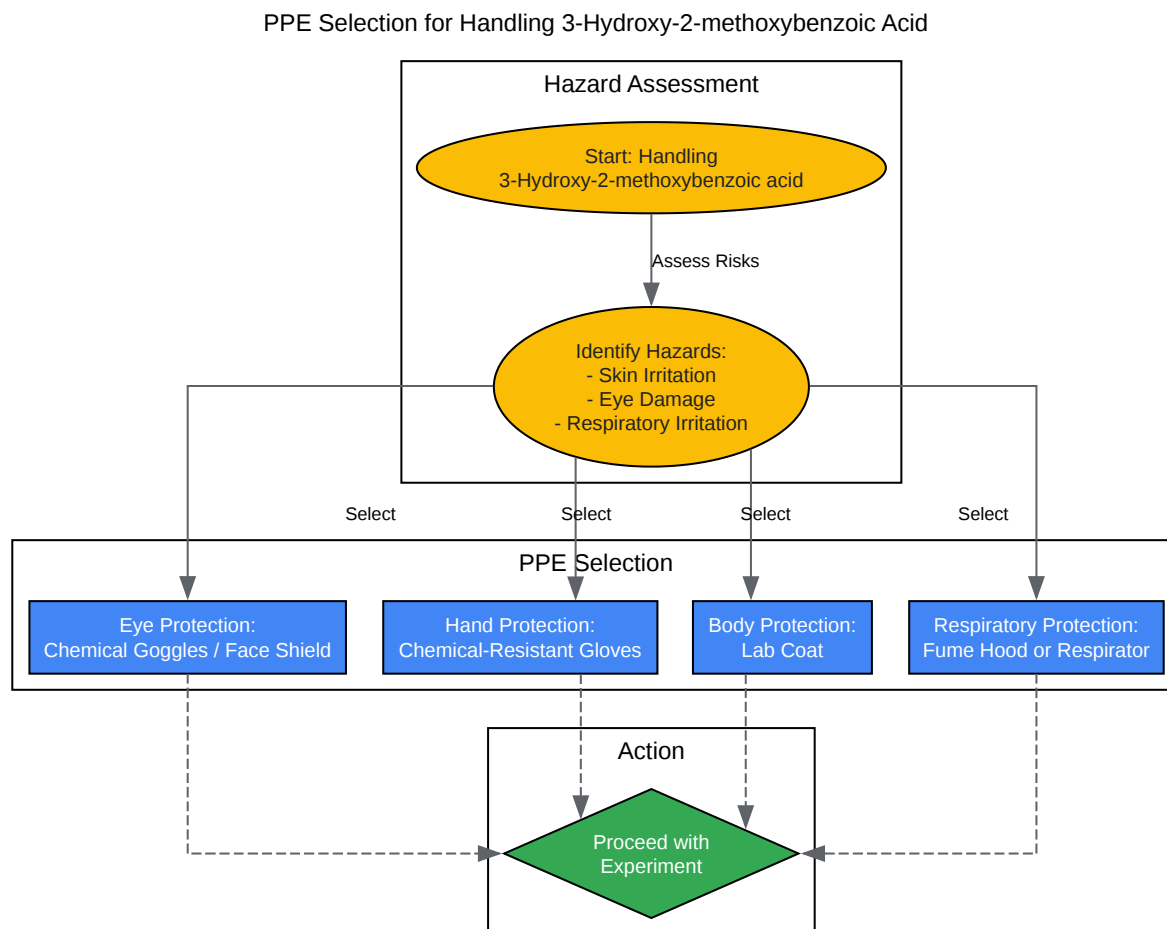 PPE Selection for Handling 3-Hydroxy-2-methoxybenzoic Acid
Hazard Assessment
Start: Handling
3-Hydroxy-2-methoxybenzoic acid
Assess Risks
Identify Hazards:
- Skin Irritation
- Eye Damage
- Respiratory Irritation
Select
Select
Select
Select
PPE Selection
Eye Protection:
Chemical Goggles / Face Shield
Hand Protection:
Chemical-Resistant Gloves
Body Protection:
Lab Coat
Respiratory Protection:
Fume Hood or Respirator
Action
Proceed with
Experiment